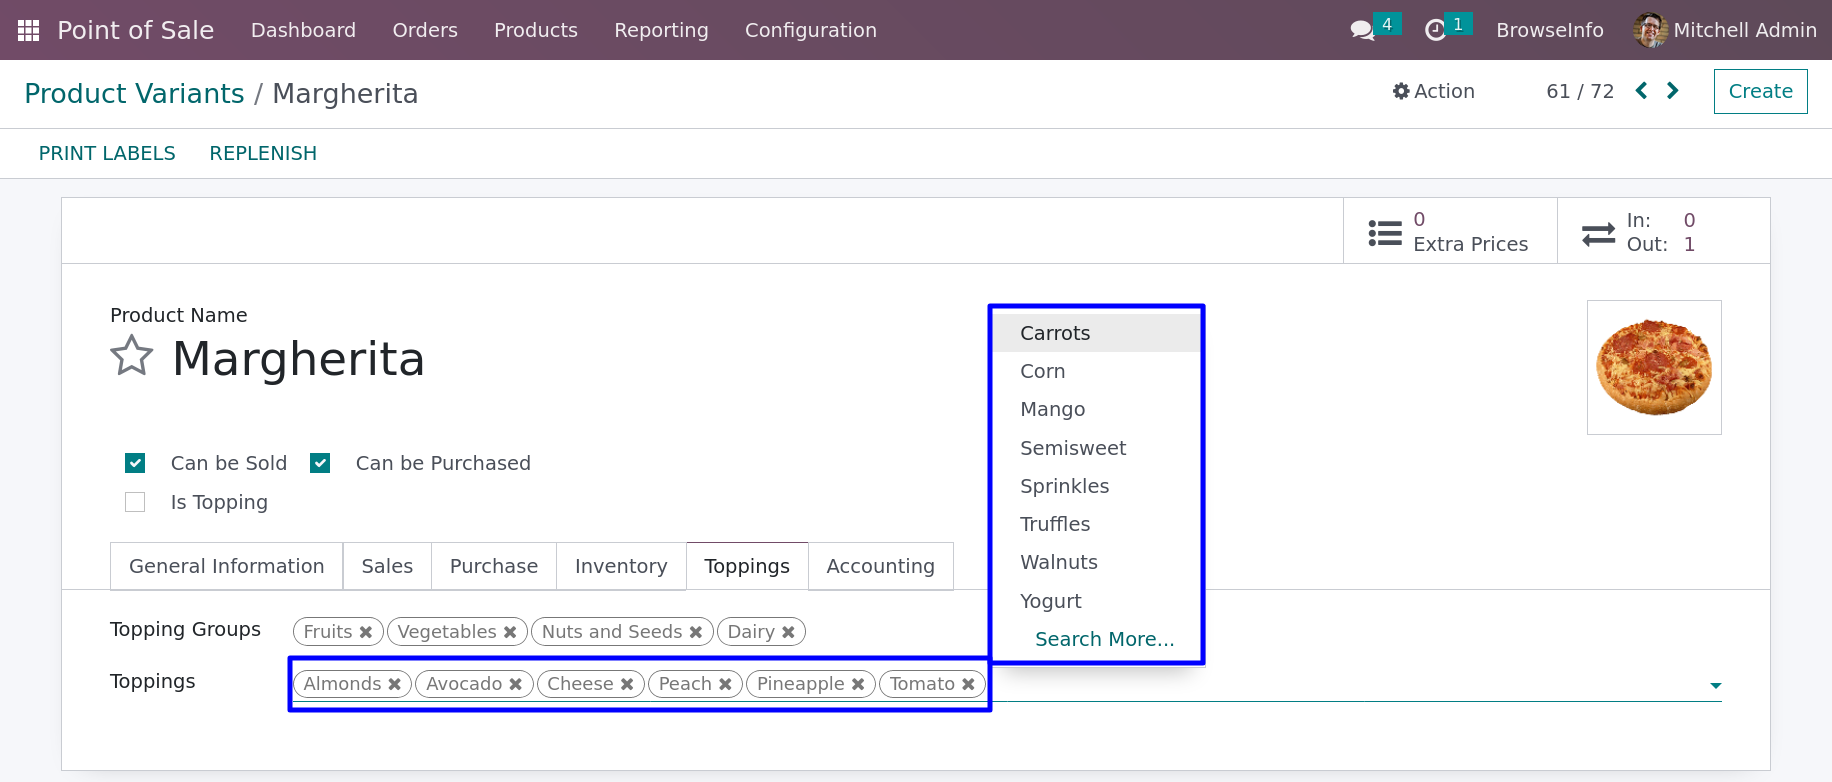 Point of Sale Dashboard Orders Products Reporting Configuration 4 1 BrowseInfo Mitchell Admin
Product Variants / Margherita Action 61 / 72 Create
PRINT LABELS REPLENISH
0
Extra Prices
In: 0
Out: 1
Product Name
Margherita
Can be Sold Can be Purchased
Is Topping
General Information Sales Purchase Inventory Toppings Accounting
Topping Groups Fruits Vegetables Nuts and Seeds Dairy
Toppings Almonds Avocado Cheese Peach Pineapple Tomato
Carrots
Corn
Mango
Semisweet
Sprinkles
Truffles
Walnuts
Yogurt
Search More...